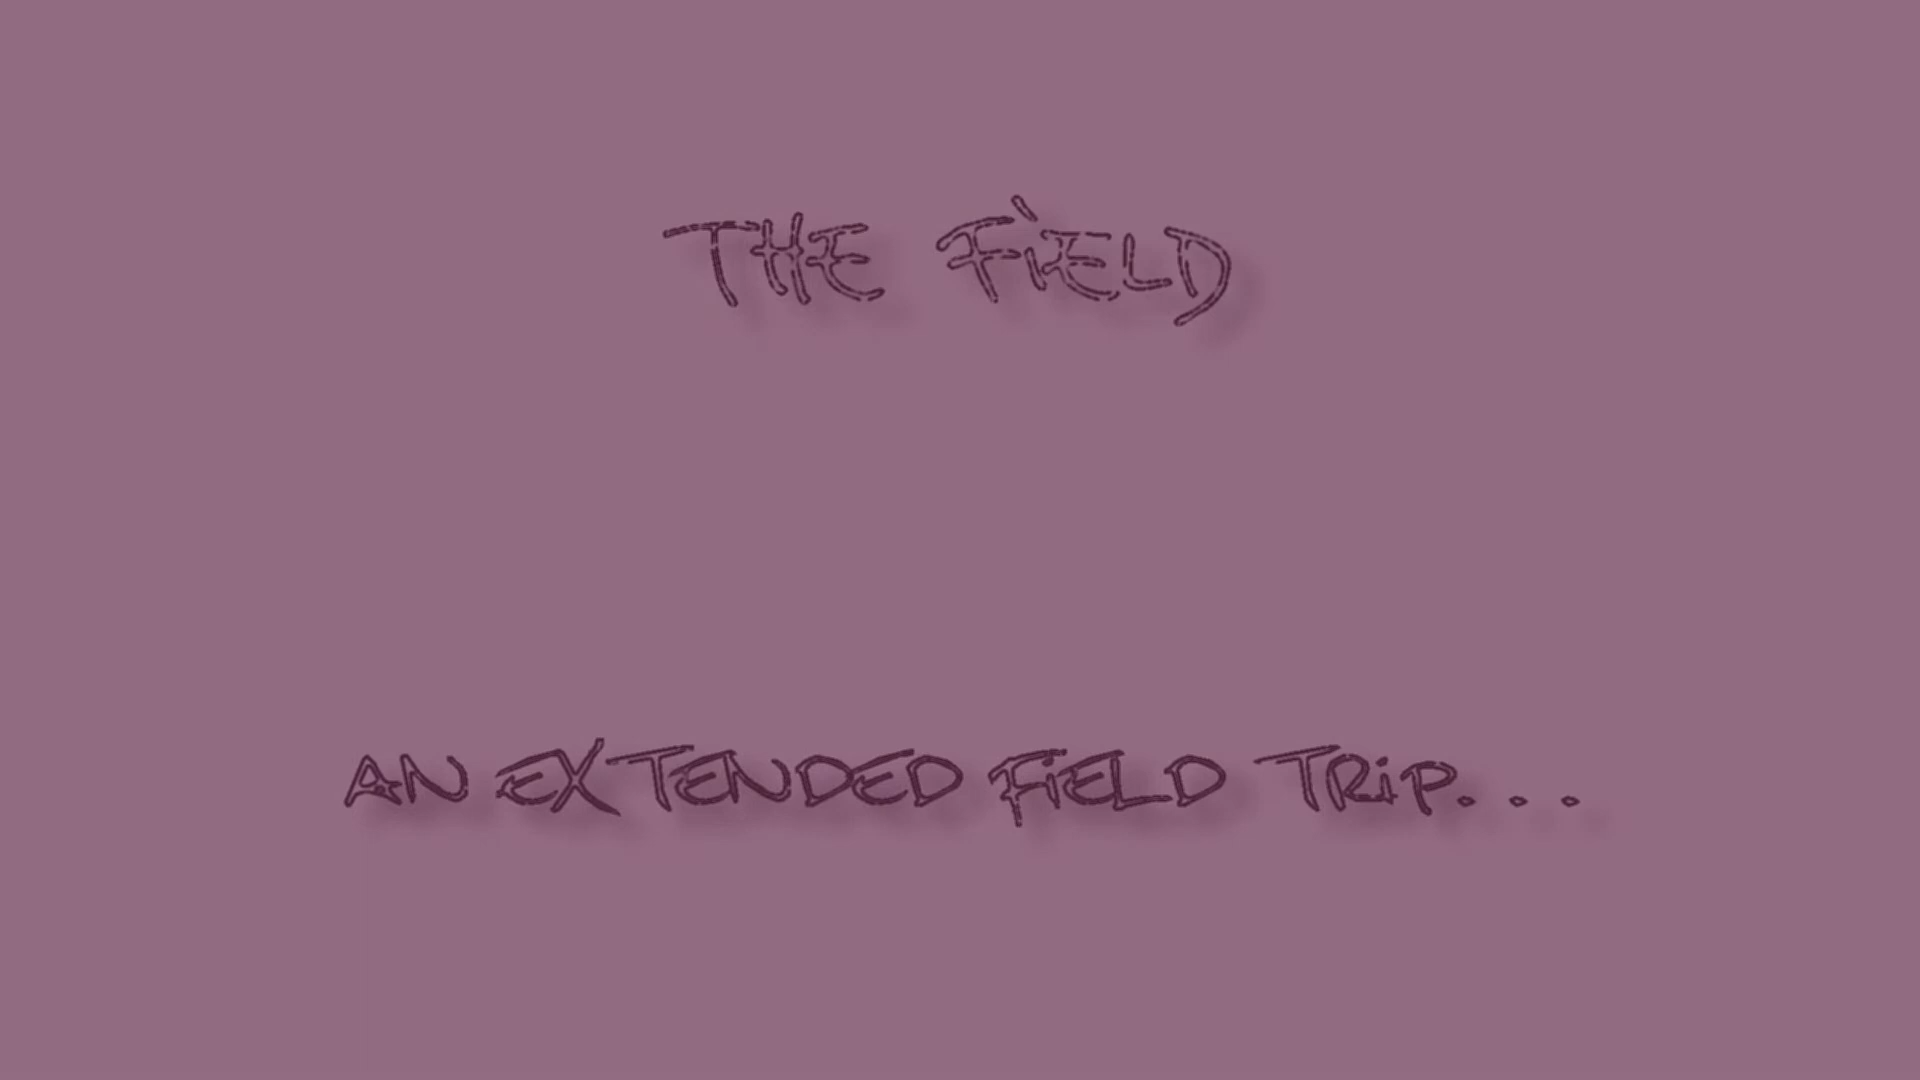 THE FiELD
AN EXTENDED FiELD TRiP. . .